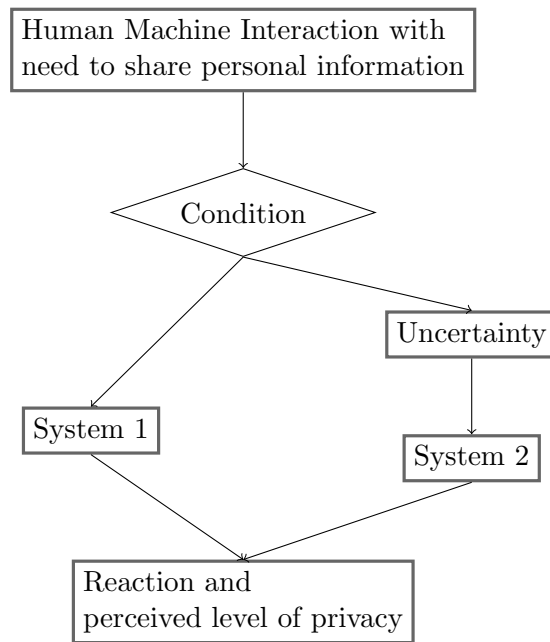 Human Machine Interaction with
need to share personal information
Condition
Uncertainty
System 1
System 2
Reaction and
perceived level of privacy